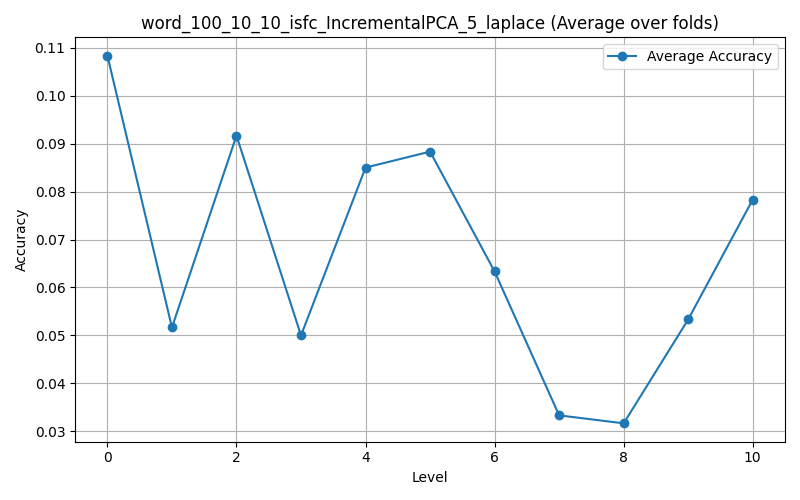 word_100_10_10_isfc_IncrementalPCA_5_laplace (Average over folds)
Average Accuracy
0.11
0.10
0.09
0.08
0.07
0.06
0.05
0.04
0.03
Accuracy
0 2 4 6 8 10
Level